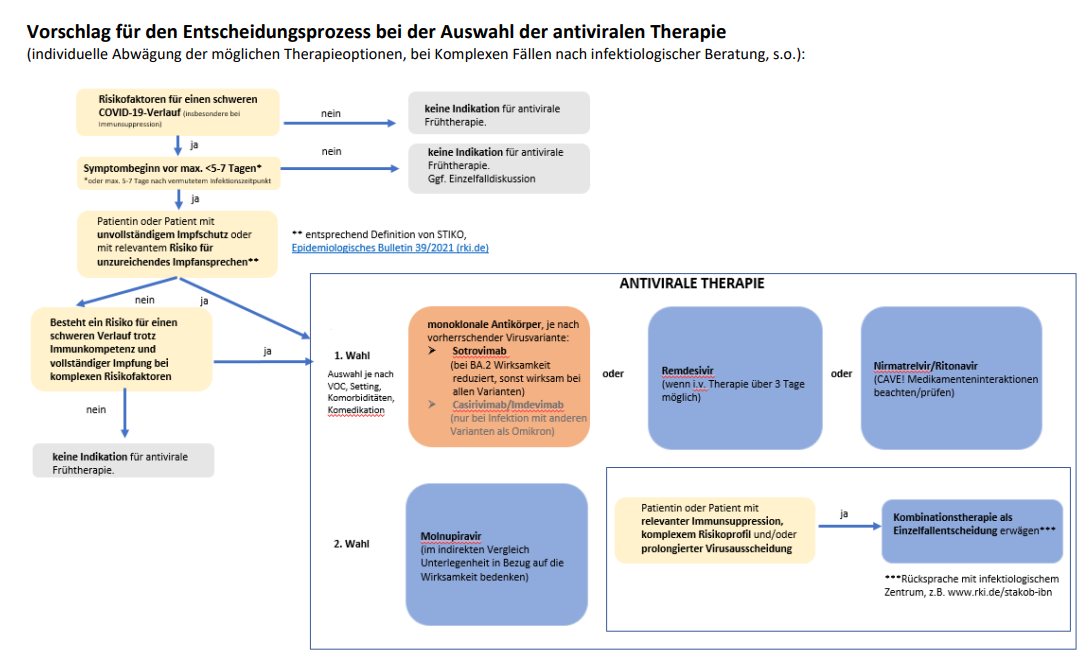 Vorschlag für den Entscheidungsprozess bei der Auswahl der antiviralen Therapie
(individuelle Abwägung der möglichen Therapieoptionen, bei Komplexen Fällen nach infektiologischer Beratung, s.o.):
Risikofaktoren für einen schweren
COVID-19-Verlauf (insbesondere bei
Immunsuppression)
nein
keine Indikation für antivirale
Frühtherapie.
ja
Symptombeginn vor max. <5-7 Tagen*
*oder max. 5-7 Tage nach vermutetem Infektionszeitpunkt
nein
keine Indikation für antivirale
Frühtherapie.
Ggf. Einzelfalldiskussion
ja
Patientin oder Patient mit
unvollständigem Impfschutz oder
mit relevantem Risiko für
unzureichendes Impfansprechen**
** entsprechend Definition von STIKO,
Epidemiologisches Bulletin 39/2021 (rki.de)
nein
ja
Besteht ein Risiko für einen
schweren Verlauf trotz
Immunkompetenz und
vollständiger Impfung bei
komplexen Risikofaktoren
ja
nein
keine Indikation für antivirale
Frühtherapie.
ANTIVIRALE THERAPIE
1. Wahl
Auswahl je nach
VOC, Setting,
Komorbiditäten,
Komedikation
monoklonale Antikörper, je nach
vorherrschender Virusvariante:
➢ Sotrovimab
(bei BA.2 Wirksamkeit
reduziert, sonst wirksam bei
allen Varianten)
➢ Casirivimab/Imdevimab
(nur bei Infektion mit anderen
Varianten als Omikron)
oder
Remdesivir
(wenn i.v. Therapie über 3 Tage
möglich)
oder
Nirmatrelvir/Ritonavir
(CAVE! Medikamenteninteraktionen
beachten/prüfen)
2. Wahl
Molnupiravir
(im indirekten Vergleich
Unterlegenheit in Bezug auf die
Wirksamkeit bedenken)
Patientin oder Patient mit
relevanter Immunsuppression,
komplexem Risikoprofil und/oder
prolongierter Virusausscheidung
ja
Kombinationstherapie als
Einzelfallentscheidung erwägen***
***Rücksprache mit infektiologischem
Zentrum, z.B. www.rki.de/stakob-ibn